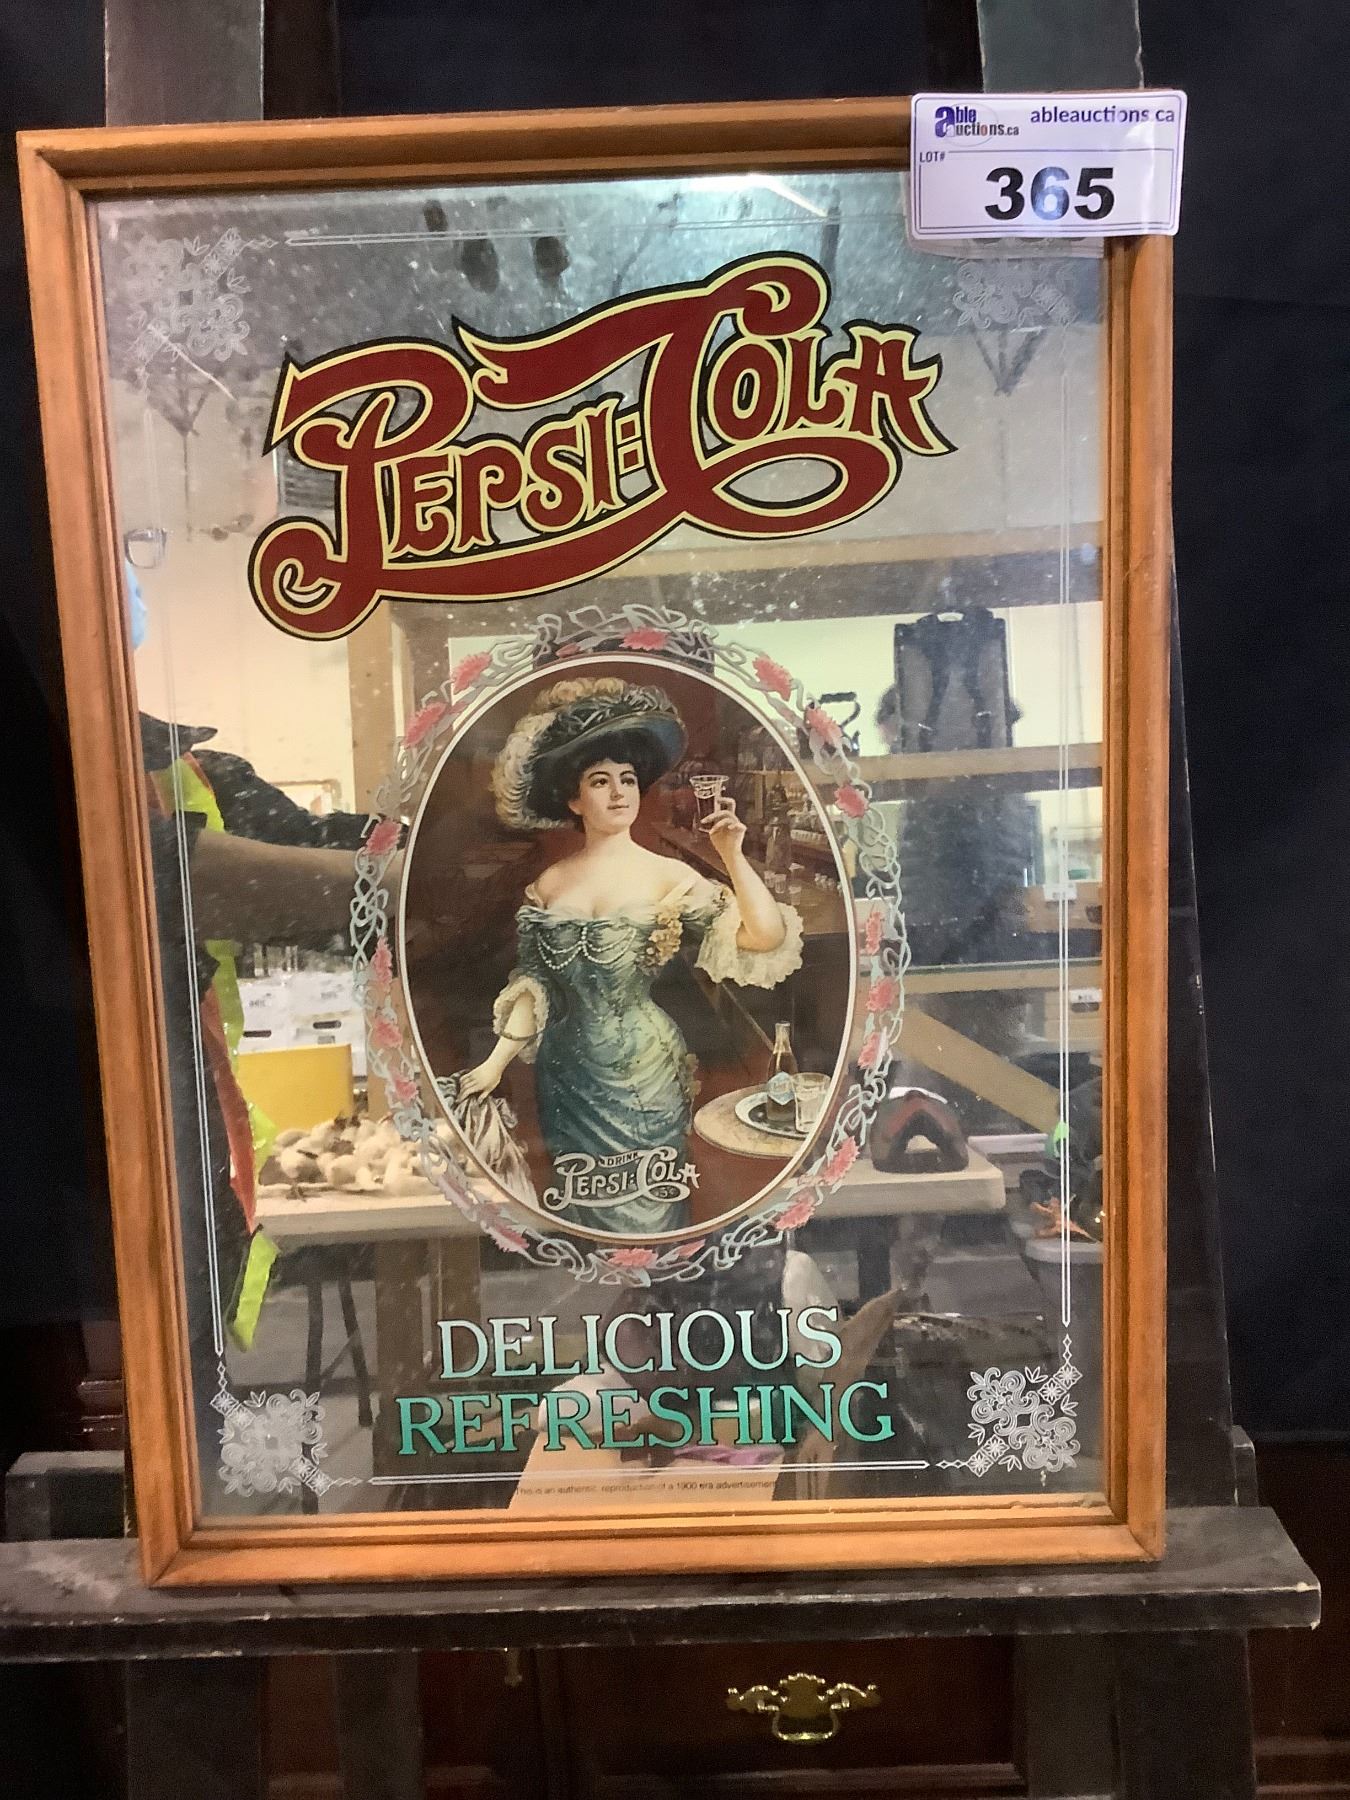 able auctions.ca
ableauctions.ca
LOT#
365
PEPSI:COLA
DRINK
PEPSI:COLA
5¢
DELICIOUS
REFRESHING
This is an authentic reproduction of a 1900 era advertisement